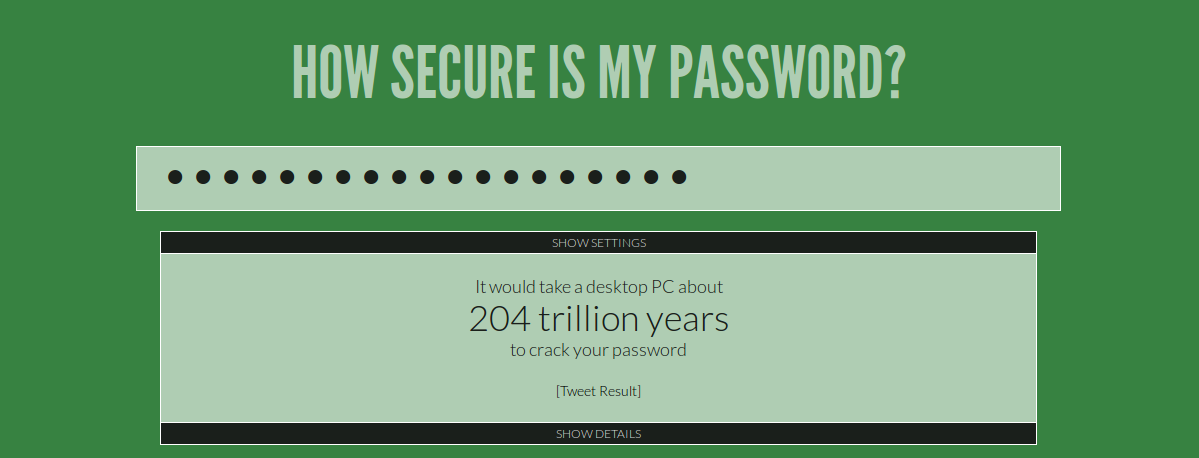 HOW SECURE IS MY PASSWORD?
SHOW SETTINGS
It would take a desktop PC about
204 trillion years
to crack your password
[Tweet Result]
SHOW DETAILS